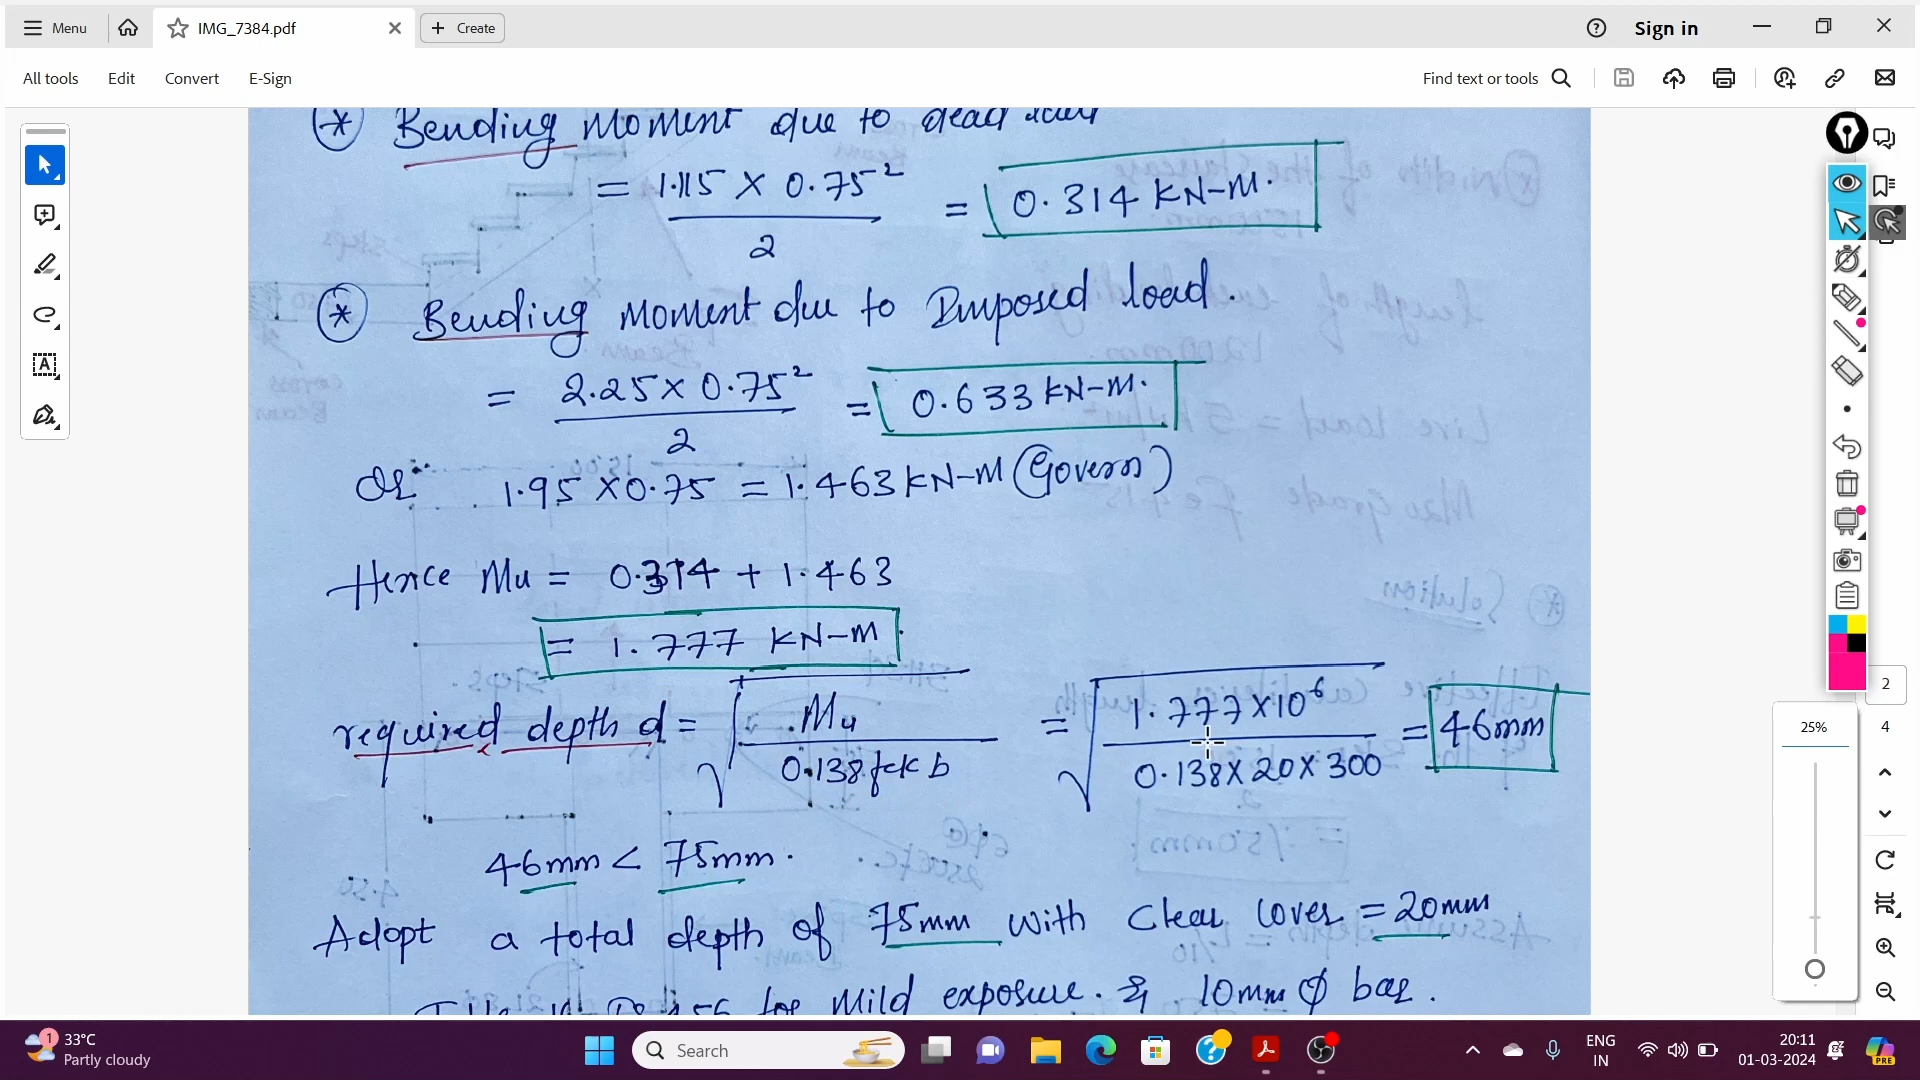 Menu
IMG_7384.pdf
Create
Sign in
All tools Edit Convert E-Sign
Find text or tools
* Bending Moment due to dead load
= 1.115 X 0.75² / 2 = 0.314 KN-M.
* Bending Moment due to Imposed load.
= 2.25 X 0.75² / 2 = 0.633 KN-M.
Or 1.95 X 0.75 = 1.463 KN-M (Govern)
Hence Mu = 0.314 + 1.463
= 1.777 KN-M
required depth d = √ Mu / 0.138 fck b = √ 1.777 X 10⁶ / 0.138 X 20 X 300 = 46mm
46mm < 75mm.
Adopt a total depth of 75mm with Clear Cover = 20mm
for Mild exposure. & 10mm ϕ bar.
2
4
25%
33°C
Partly cloudy
Search
ENG
IN
20:11
01-03-2024
PRE